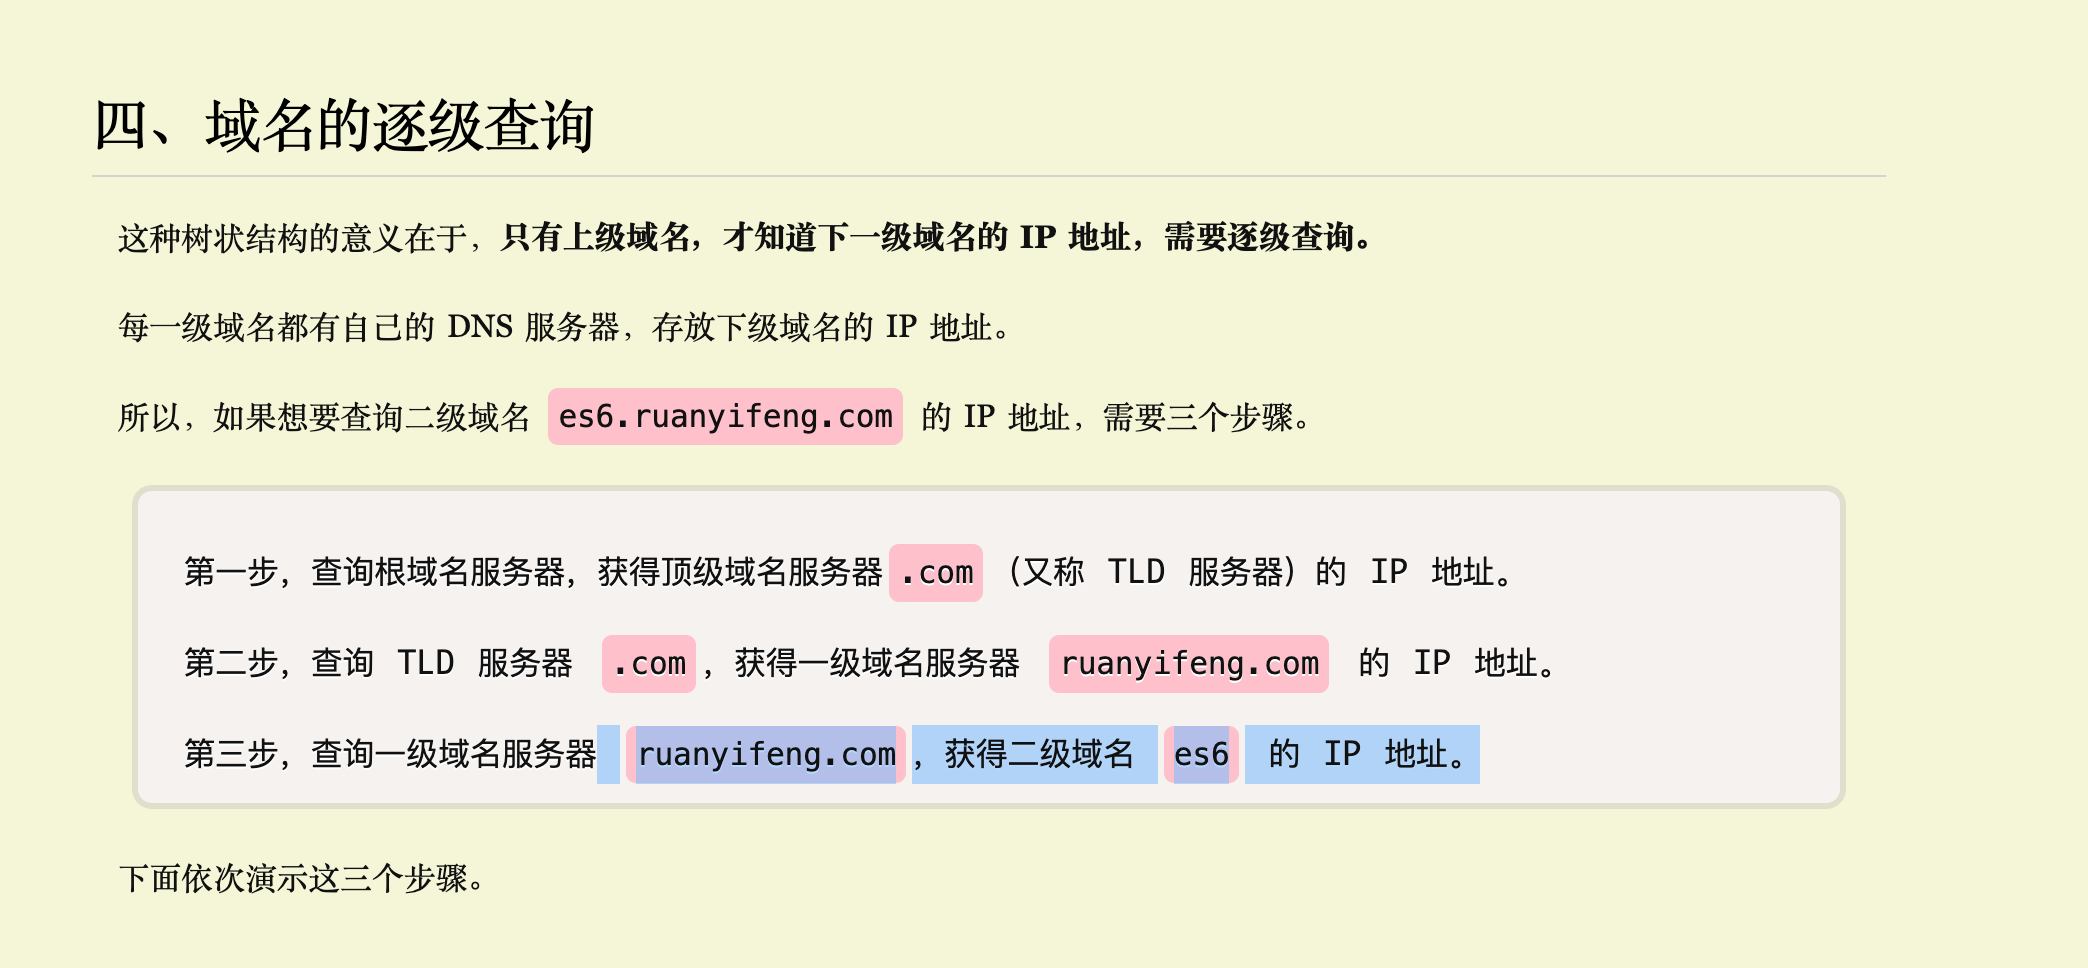 四、域名的逐级查询
这种树状结构的意义在于，只有上级域名，才知道下一级域名的 IP 地址，需要逐级查询。
每一级域名都有自己的 DNS 服务器，存放下级域名的 IP 地址。
所以，如果想要查询二级域名 es6.ruanyifeng.com 的 IP 地址，需要三个步骤。
第一步，查询根域名服务器，获得顶级域名服务器 .com （又称 TLD 服务器）的 IP 地址。
第二步，查询 TLD 服务器 .com ，获得一级域名服务器 ruanyifeng.com 的 IP 地址。
第三步，查询一级域名服务器 ruanyifeng.com ，获得二级域名 es6 的 IP 地址。
下面依次演示这三个步骤。